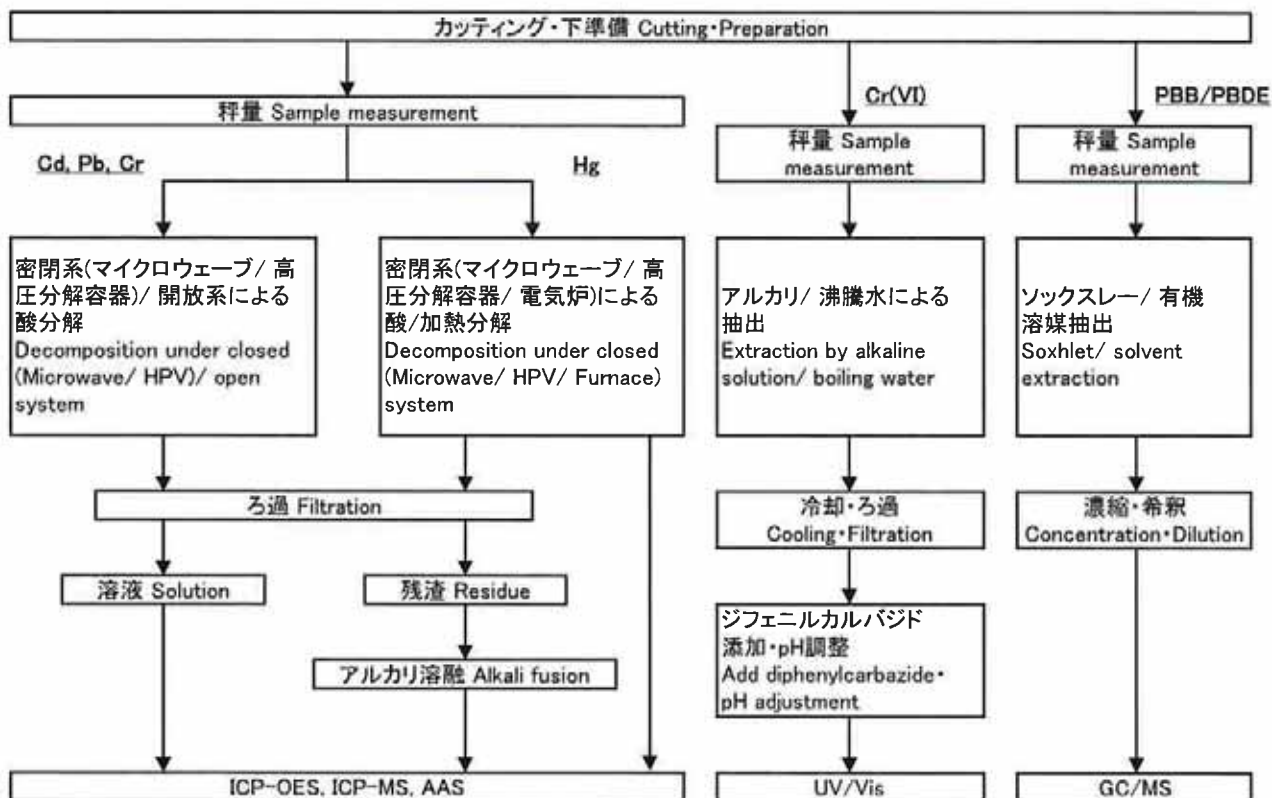 カッティング・下準備 Cutting・Preparation
秤量 Sample measurement
Cd, Pb, Cr
Hg
密閉系(マイクロウェーブ/ 高
圧分解容器)/ 開放系による
酸分解
Decomposition under closed
(Microwave/ HPV)/ open
system
密閉系(マイクロウェーブ/ 高
圧分解容器/ 電気炉)による
酸/加熱分解
Decomposition under closed
(Microwave/ HPV/ Furnace)
system
ろ過 Filtration
溶液 Solution
残渣 Residue
アルカリ溶融 Alkali fusion
ICP-OES, ICP-MS, AAS
Cr(VI)
秤量 Sample
measurement
アルカリ/ 沸騰水による
抽出
Extraction by alkaline
solution/ boiling water
冷却・ろ過
Cooling・Filtration
ジフェニルカルバジド
添加・pH調整
Add diphenylcarbazide・
pH adjustment
UV/Vis
PBB/PBDE
秤量 Sample
measurement
ソックスレー/ 有機
溶媒抽出
Soxhlet/ solvent
extraction
濃縮・希釈
Concentration・Dilution
GC/MS